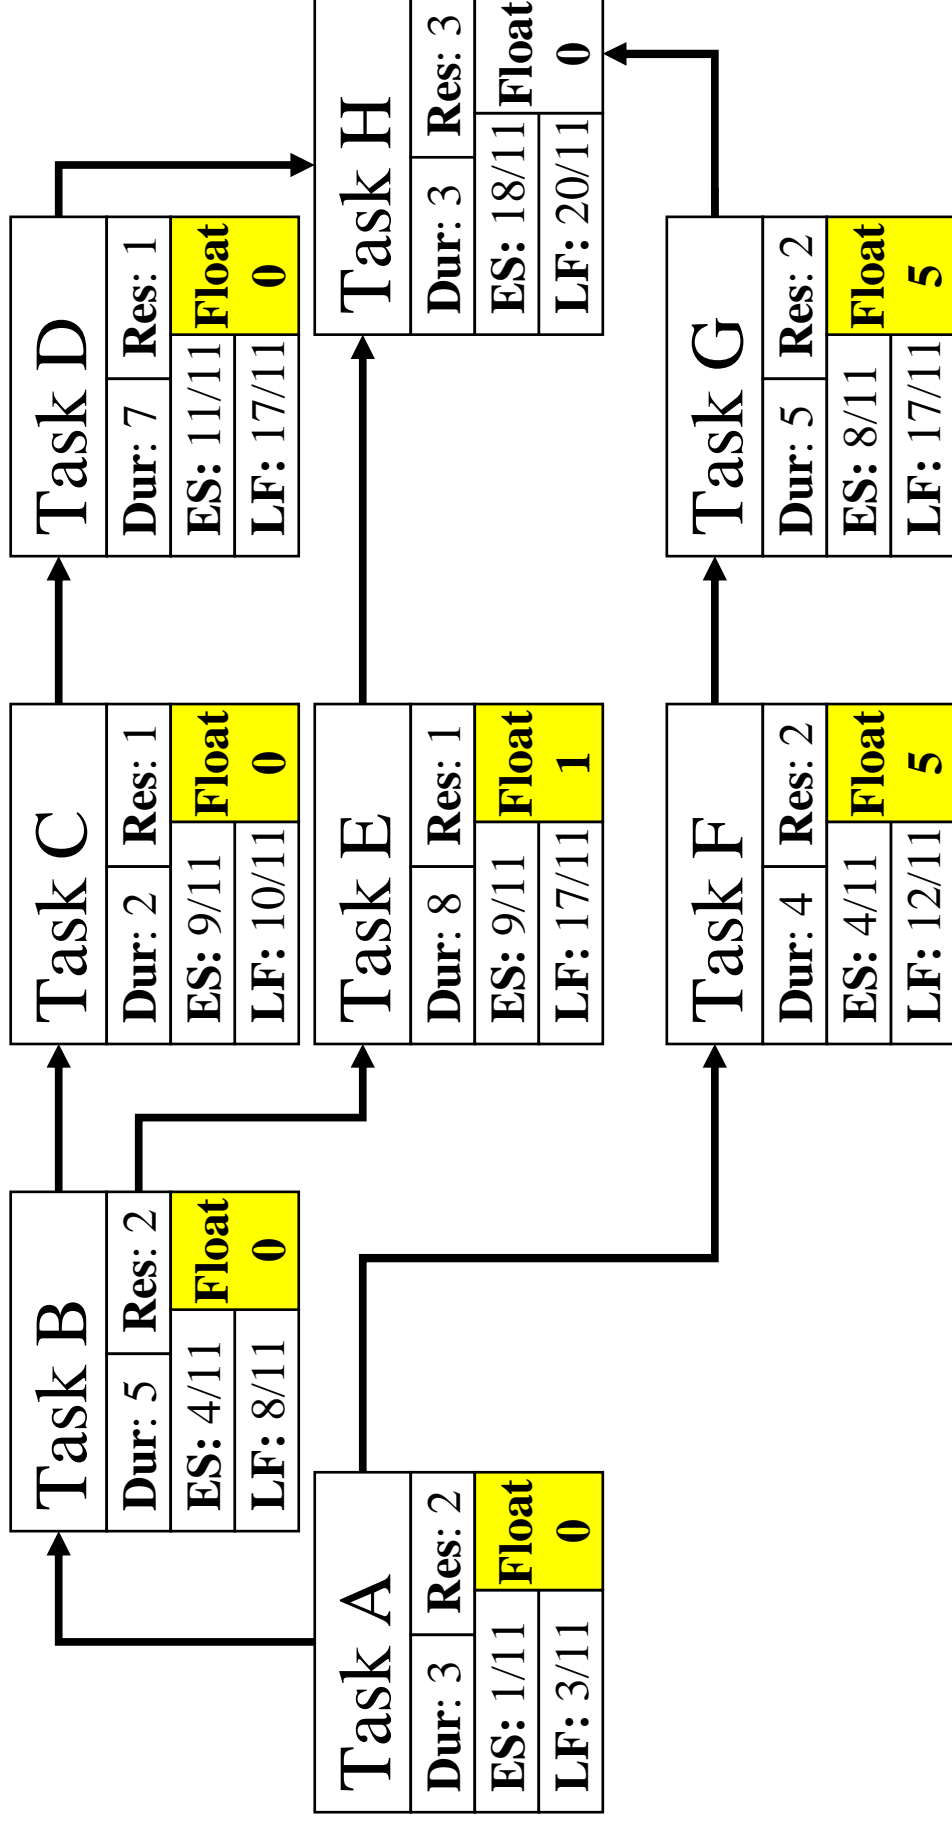 Task A
Dur: 3 Res: 2
ES: 1/11 Float
LF: 3/11 0
Task B
Dur: 5 Res: 2
ES: 4/11 Float
LF: 8/11 0
Task C
Dur: 2 Res: 1
ES: 9/11 Float
LF: 10/11 0
Task D
Dur: 7 Res: 1
ES: 11/11 Float
LF: 17/11 0
Task E
Dur: 8 Res: 1
ES: 9/11 Float
LF: 17/11 1
Task F
Dur: 4 Res: 2
ES: 4/11 Float
LF: 12/11 5
Task G
Dur: 5 Res: 2
ES: 8/11 Float
LF: 17/11 5
Task H
Dur: 3 Res: 3
ES: 18/11 Float
LF: 20/11 0